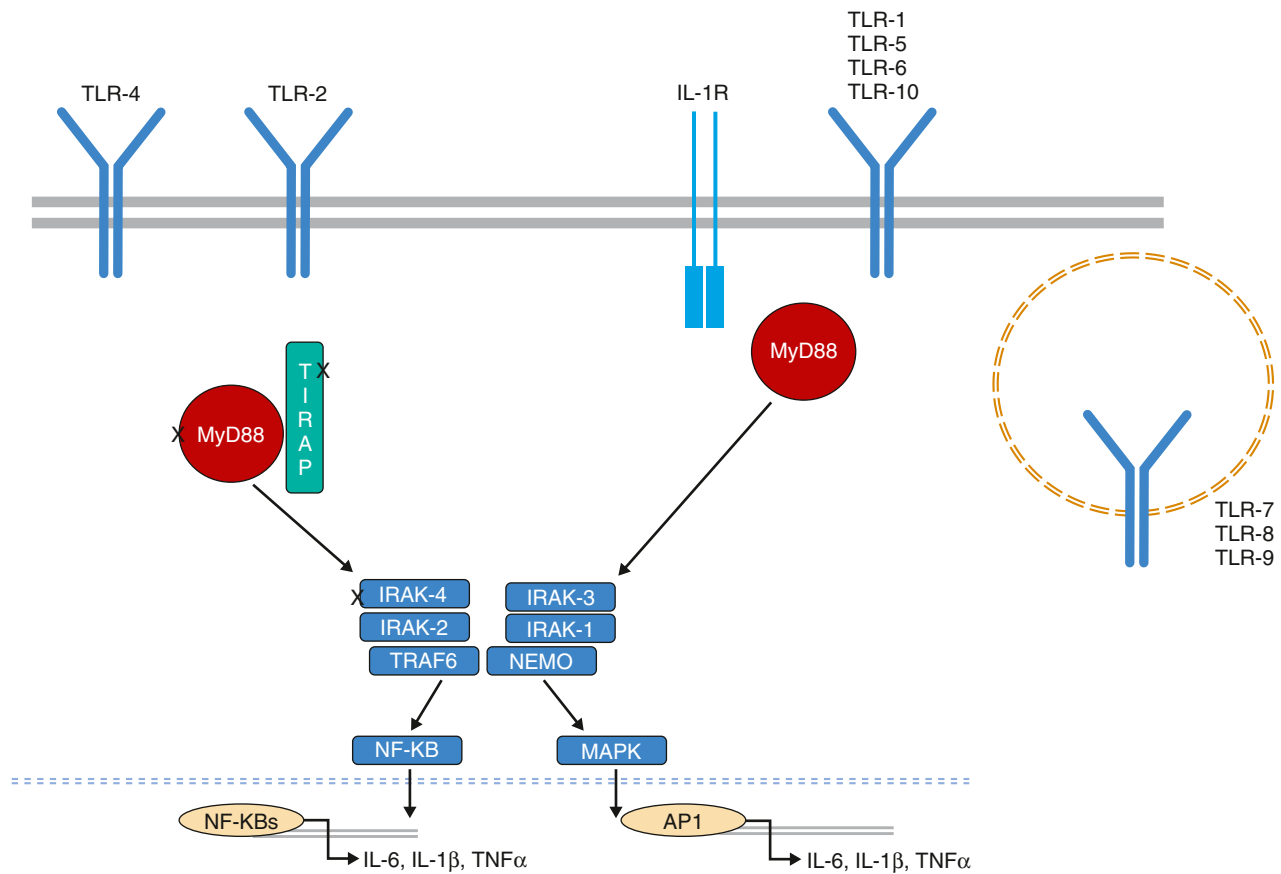 TLR-1
TLR-5
TLR-6
TLR-10
TLR-4
TLR-2
IL-1R
MyD88
TIRAP
X
MyD88
X
TLR-7
TLR-8
TLR-9
X
IRAK-4
IRAK-3
IRAK-2
IRAK-1
TRAF6
NEMO
NF-KB
MAPK
NF-KBs
AP1
IL-6, IL-1β, TNFα
IL-6, IL-1β, TNFα